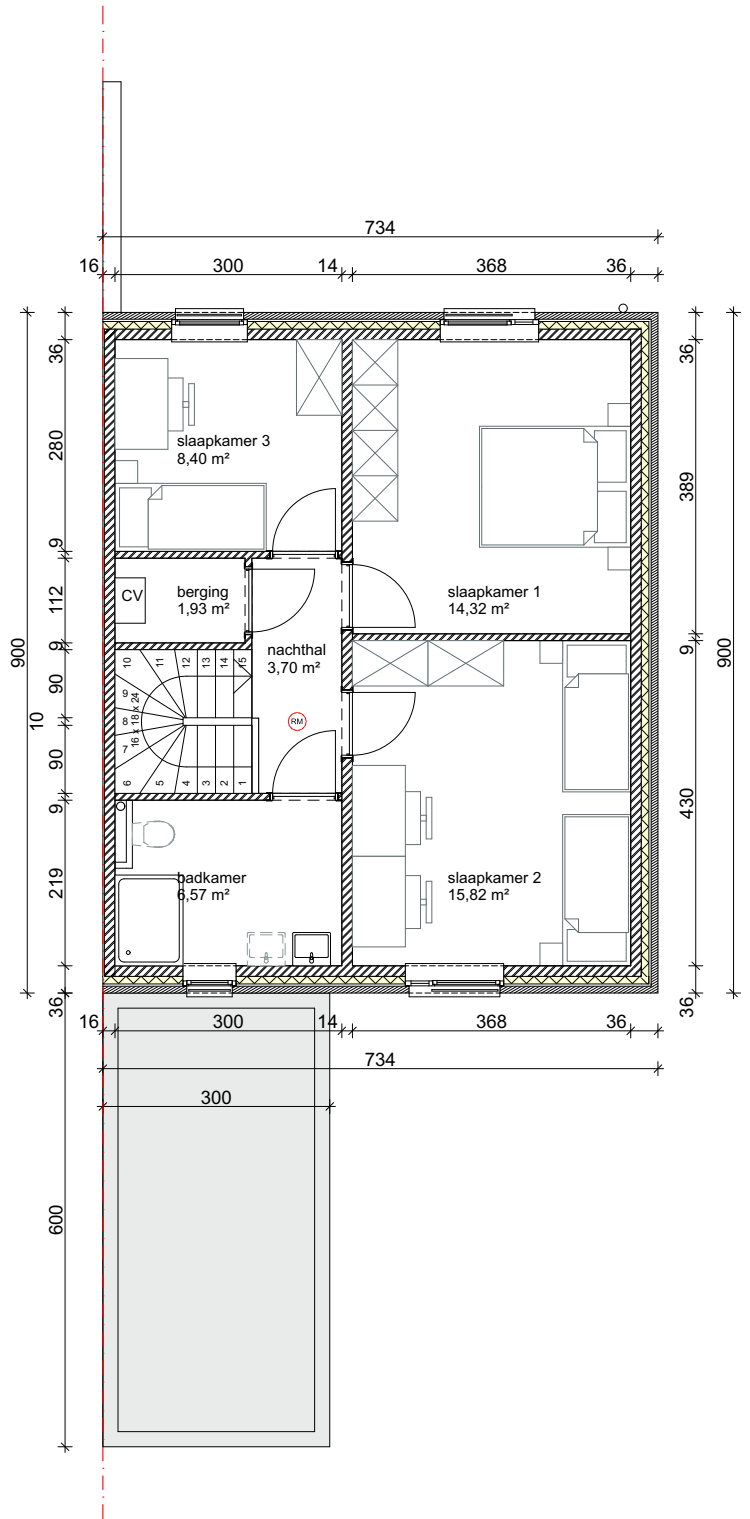 734
16 300 14 368 36
36 280 9 112 9 90 10 90 9 219 36
900
36 389 9 430 36
900
slaapkamer 3
8,40 m²
CV
berging
1,93 m²
slaapkamer 1
14,32 m²
nachthal
3,70 m²
10 11 12 13 14 15
9
8
7
6 5 4 3 2 1
16 x 18 x 24
RM
badkamer
6,57 m²
slaapkamer 2
15,82 m²
16 300 14 368 36
734
300
600